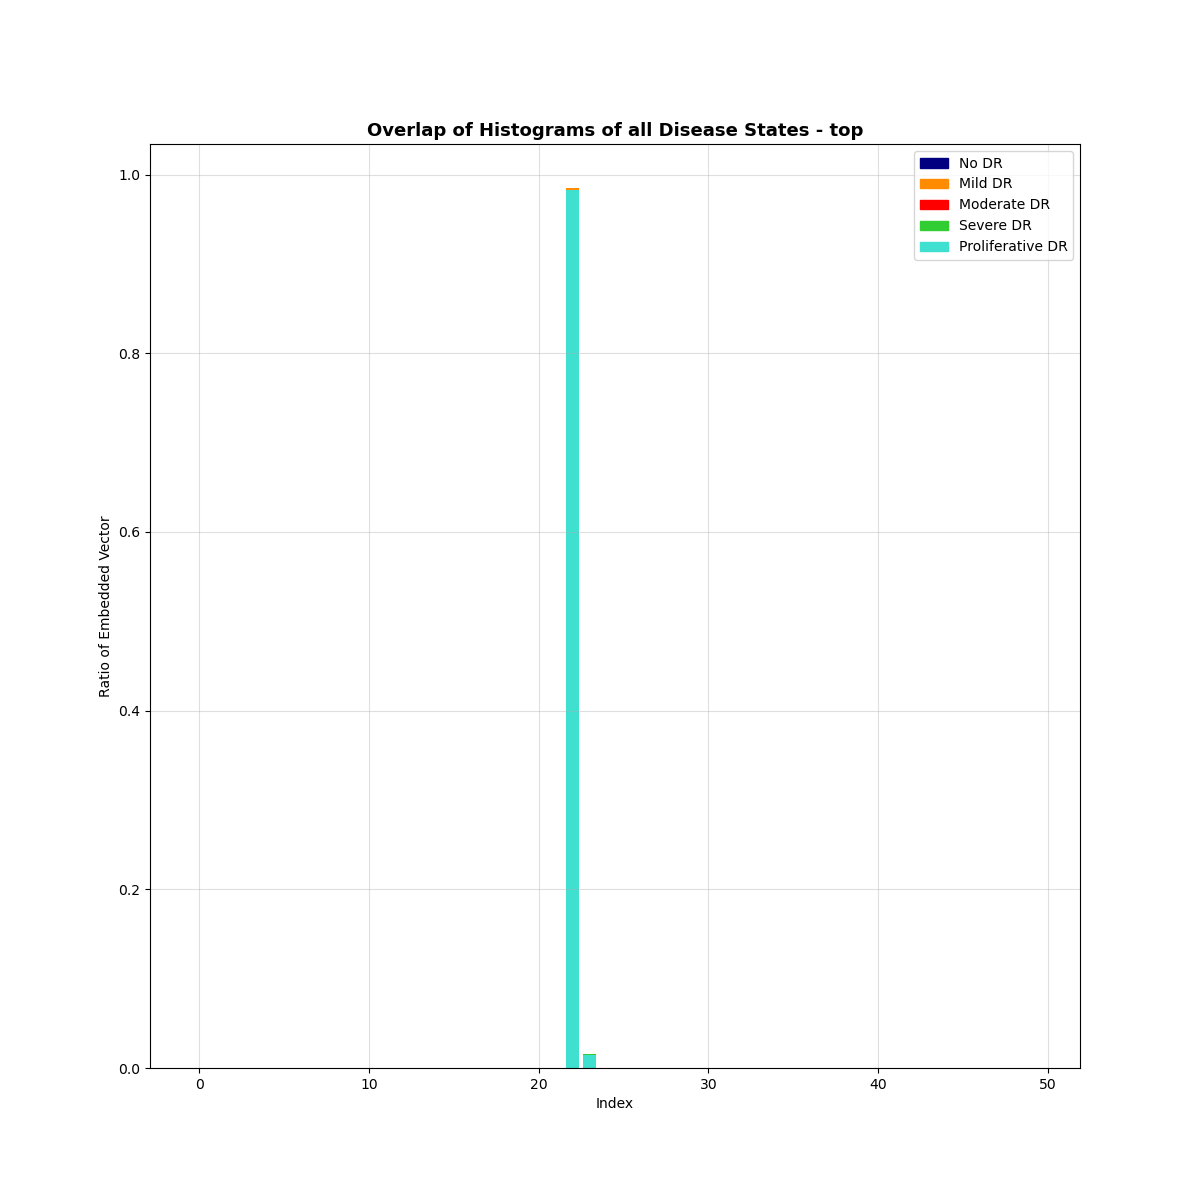 Overlap of Histograms of all Disease States - top
No DR
Mild DR
Moderate DR
Severe DR
Proliferative DR
1.0
0.8
0.6
0.4
0.2
0.0
Ratio of Embedded Vector
0 10 20 30 40 50
Index